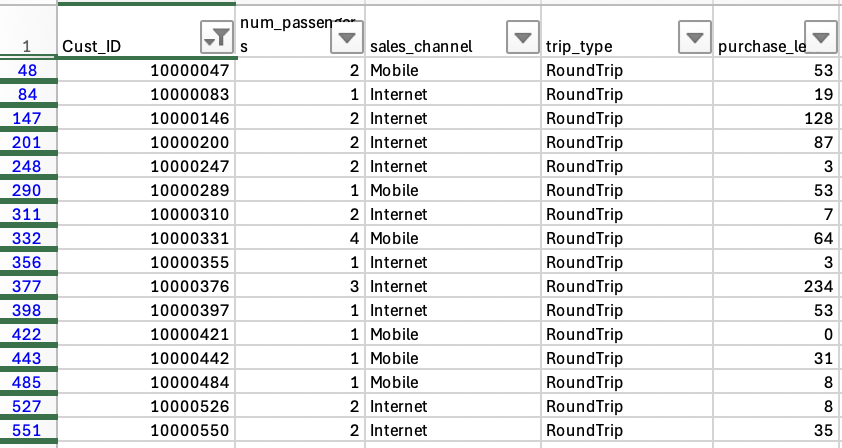 1 Cust_ID num_passengers sales_channel trip_type purchase_le
48 10000047 2 Mobile RoundTrip 53
84 10000083 1 Internet RoundTrip 19
147 10000146 2 Internet RoundTrip 128
201 10000200 2 Internet RoundTrip 87
248 10000247 2 Internet RoundTrip 3
290 10000289 1 Mobile RoundTrip 53
311 10000310 2 Internet RoundTrip 7
332 10000331 4 Mobile RoundTrip 64
356 10000355 1 Internet RoundTrip 3
377 10000376 3 Internet RoundTrip 234
398 10000397 1 Internet RoundTrip 53
422 10000421 1 Mobile RoundTrip 0
443 10000442 1 Mobile RoundTrip 31
485 10000484 1 Mobile RoundTrip 8
527 10000526 2 Internet RoundTrip 8
551 10000550 2 Internet RoundTrip 35